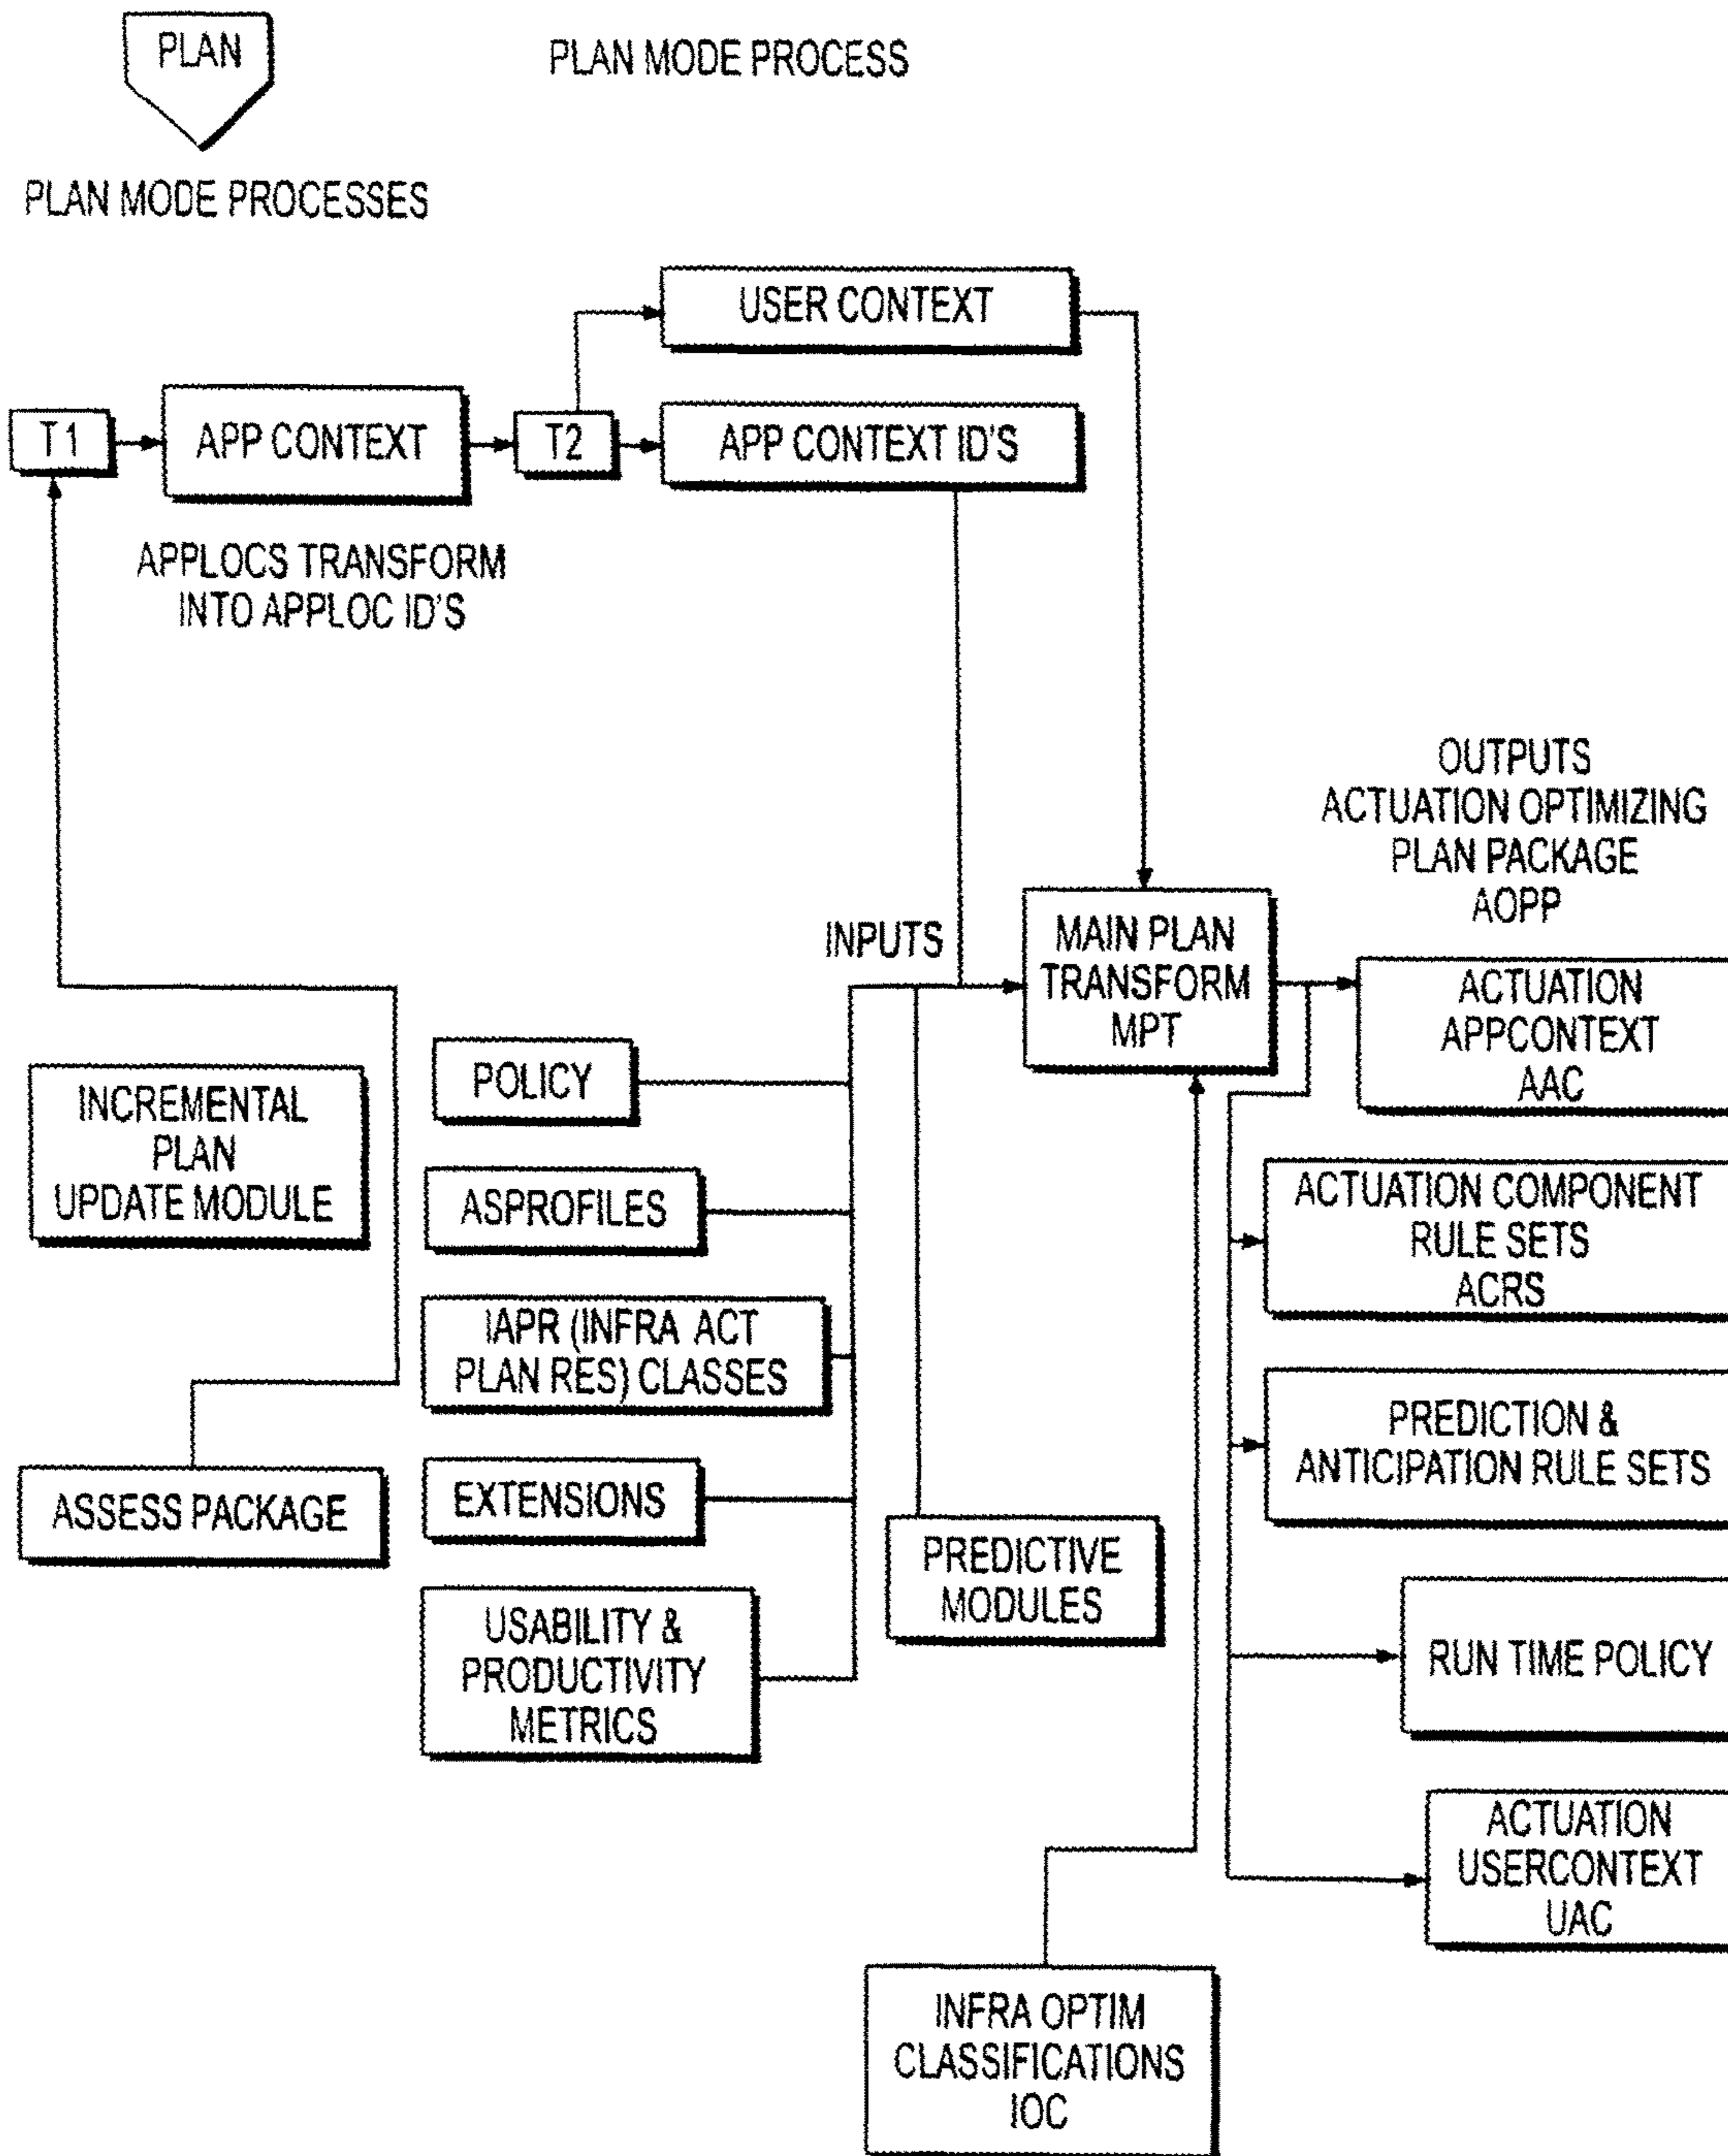 PLAN
PLAN MODE PROCESS
PLAN MODE PROCESSES
USER CONTEXT
T1
APP CONTEXT
T2
APP CONTEXT ID'S
APPLOCS TRANSFORM
INTO APPLOC ID'S
OUTPUTS
ACTUATION OPTIMIZING
PLAN PACKAGE
AOPP
INPUTS
MAIN PLAN
TRANSFORM
MPT
ACTUATION
APPCONTEXT
AAC
INCREMENTAL
PLAN
UPDATE MODULE
POLICY
ASPROFILES
IAPR (INFRA ACT
PLAN RES) CLASSES
EXTENSIONS
USABILITY &
PRODUCTIVITY
METRICS
ASSESS PACKAGE
PREDICTIVE
MODULES
ACTUATION COMPONENT
RULE SETS
ACRS
PREDICTION &
ANTICIPATION RULE SETS
RUN TIME POLICY
ACTUATION
USERCONTEXT
UAC
INFRA OPTIM
CLASSIFICATIONS
IOC